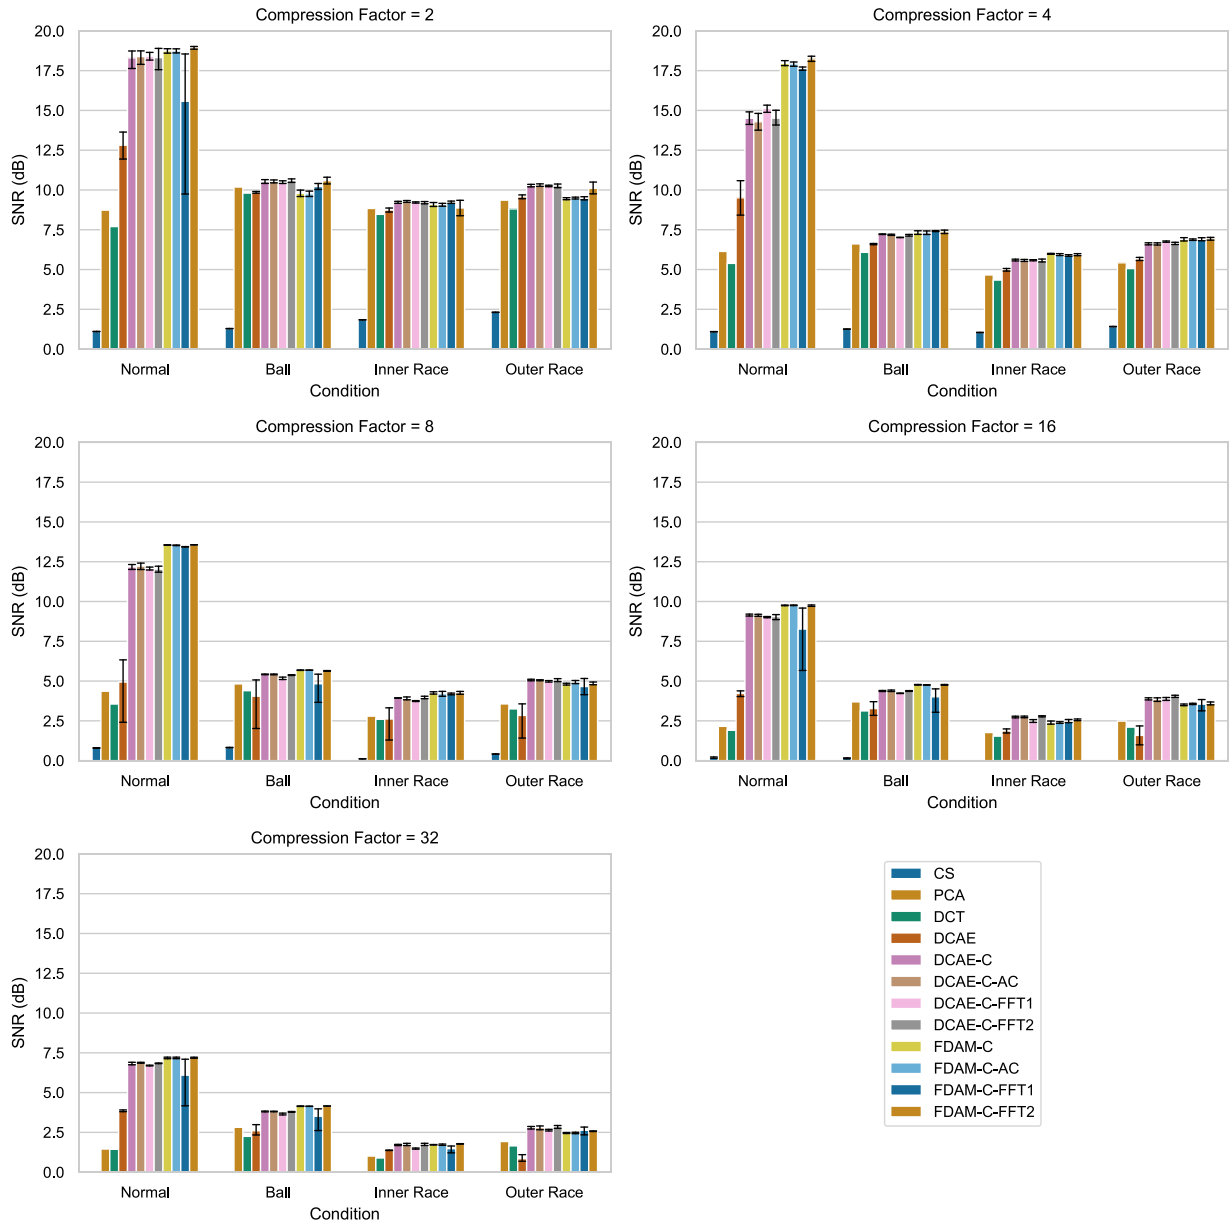 Compression Factor = 2
20.0
17.5
15.0
12.5
10.0
7.5
5.0
2.5
0.0
SNR (dB)
Normal Ball Inner Race Outer Race
Condition
Compression Factor = 4
20.0
17.5
15.0
12.5
10.0
7.5
5.0
2.5
0.0
SNR (dB)
Normal Ball Inner Race Outer Race
Condition
Compression Factor = 8
20.0
17.5
15.0
12.5
10.0
7.5
5.0
2.5
0.0
SNR (dB)
Normal Ball Inner Race Outer Race
Condition
Compression Factor = 16
20.0
17.5
15.0
12.5
10.0
7.5
5.0
2.5
0.0
SNR (dB)
Normal Ball Inner Race Outer Race
Condition
Compression Factor = 32
20.0
17.5
15.0
12.5
10.0
7.5
5.0
2.5
0.0
SNR (dB)
Normal Ball Inner Race Outer Race
Condition
CS
PCA
DCT
DCAE
DCAE-C
DCAE-C-AC
DCAE-C-FFT1
DCAE-C-FFT2
FDAM-C
FDAM-C-AC
FDAM-C-FFT1
FDAM-C-FFT2